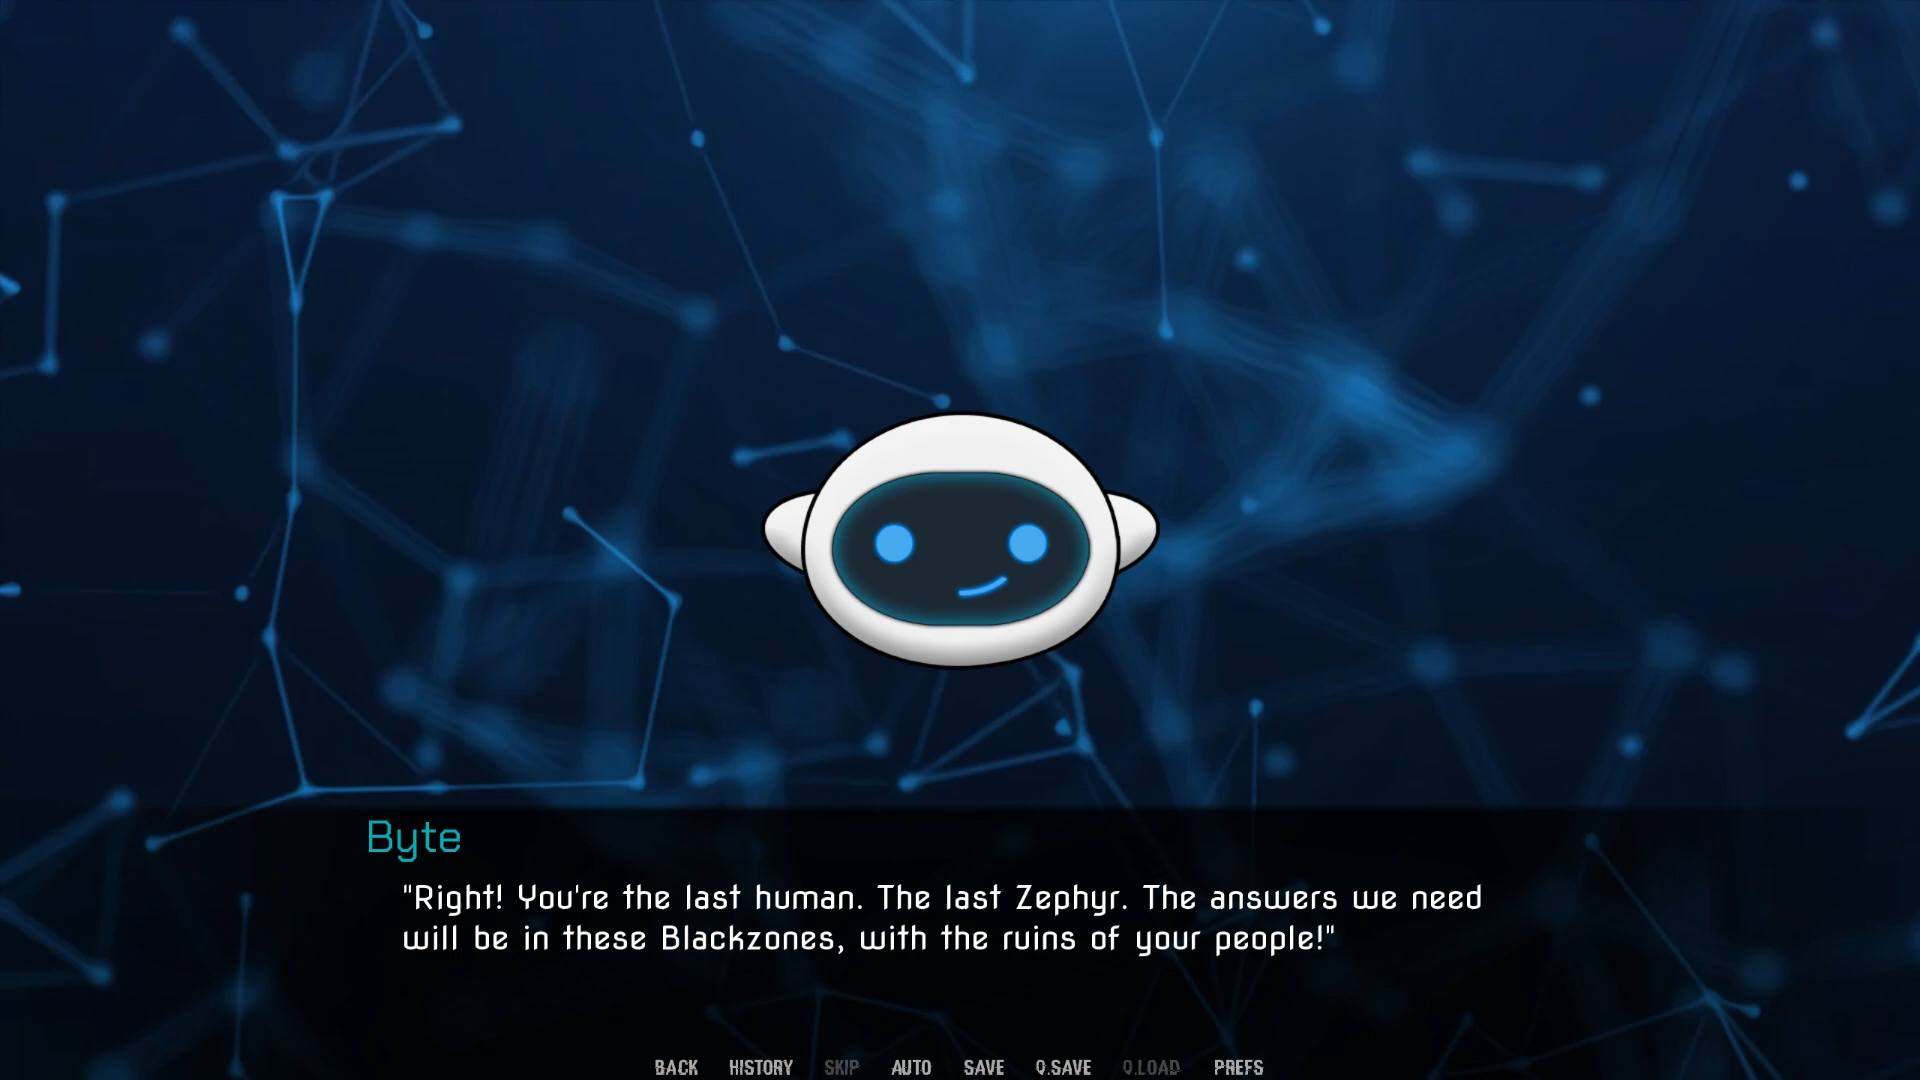 Byte
"Right! You're the last human. The last Zephyr. The answers we need
will be in these Blackzones, with the ruins of your people!"
BACK HISTORY SKIP AUTO SAVE Q.SAVE Q.LOAD PREFS